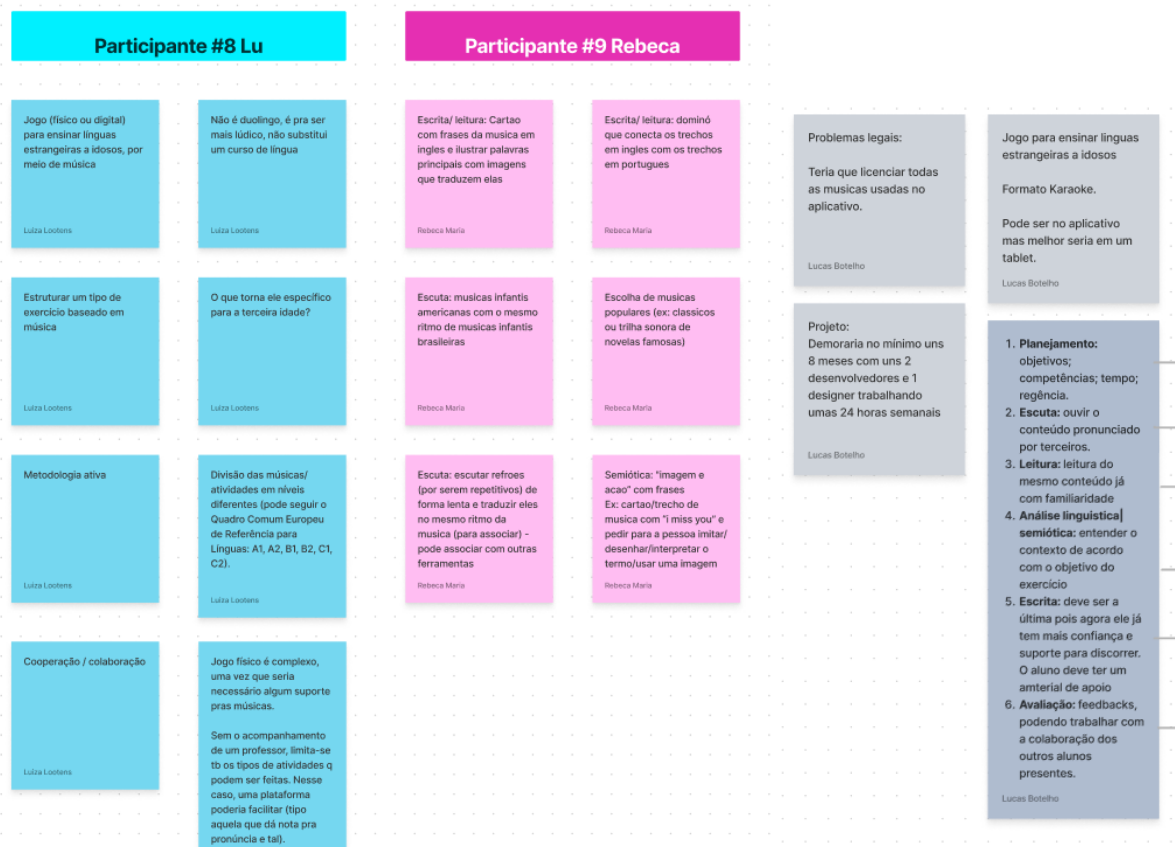 Participante #8 Lu
Jogo (físico ou digital)
para ensinar línguas
estrangeiras a idosos, por
meio de música
Luiza Lootens
Não é duolingo, é pra ser
mais lúdico, não substitui
um curso de língua
Luiza Lootens
Estruturar um tipo de
exercício baseado em
música
Luiza Lootens
O que torna ele específico
para a terceira idade?
Luiza Lootens
Metodologia ativa
Luiza Lootens
Divisão das músicas/
atividades em níveis
diferentes (pode seguir o
Quadro Comum Europeu
de Referência para
Línguas: A1, A2, B1, B2, C1,
C2).
Luiza Lootens
Cooperação / colaboração
Luiza Lootens
Jogo físico é complexo,
uma vez que seria
necessário algum suporte
pras músicas.
Sem o acompanhamento
de um professor, limita-se
tb os tipos de atividades q
podem ser feitas. Nesse
caso, uma plataforma
poderia facilitar (tipo
aquela que dá nota pra
pronúncia e tal).
Participante #9 Rebeca
Escrita/ leitura: Cartao
com frases da musica em
ingles e ilustrar palavras
principais com imagens
que traduzem elas
Rebeca Maria
Escrita/ leitura: dominó
que conecta os trechos
em ingles com os trechos
em portugues
Rebeca Maria
Escuta: musicas infantis
americanas com o mesmo
ritmo de musicas infantis
brasileiras
Rebeca Maria
Escolha de musicas
populares (ex: classicos
ou trilha sonora de
novelas famosas)
Rebeca Maria
Escuta: escutar refroes
(por serem repetitivos) de
forma lenta e traduzir eles
no mesmo ritmo da
musica (para associar) -
pode associar com outras
ferramentas
Rebeca Maria
Semiótica: "imagem e
acao" com frases
Ex: cartao/trecho de
musica com "i miss you" e
pedir para a pessoa imitar/
desenhar/interpretar o
termo/usar uma imagem
Rebeca Maria
Problemas legais:
Teria que licenciar todas
as musicas usadas no
aplicativo.
Lucas Botelho
Jogo para ensinar linguas
estrangeiras a idosos
Formato Karaoke.
Pode ser no aplicativo
mas melhor seria em um
tablet.
Lucas Botelho
Projeto:
Demoraria no mínimo uns
8 meses com uns 2
desenvolvedores e 1
designer trabalhando
umas 24 horas semanais
Lucas Botelho
1. Planejamento:
objetivos;
competências; tempo;
regência.
2. Escuta: ouvir o
conteúdo pronunciado
por terceiros.
3. Leitura: leitura do
mesmo conteúdo já
com familiaridade
4. Análise linguistica|
semiótica: entender o
contexto de acordo
com o objetivo do
exercício
5. Escrita: deve ser a
última pois agora ele já
tem mais confiança e
suporte para discorrer.
O aluno deve ter um
amterial de apoio
6. Avaliação: feedbacks,
podendo trabalhar com
a colaboração dos
outros alunos
presentes.
Lucas Botelho